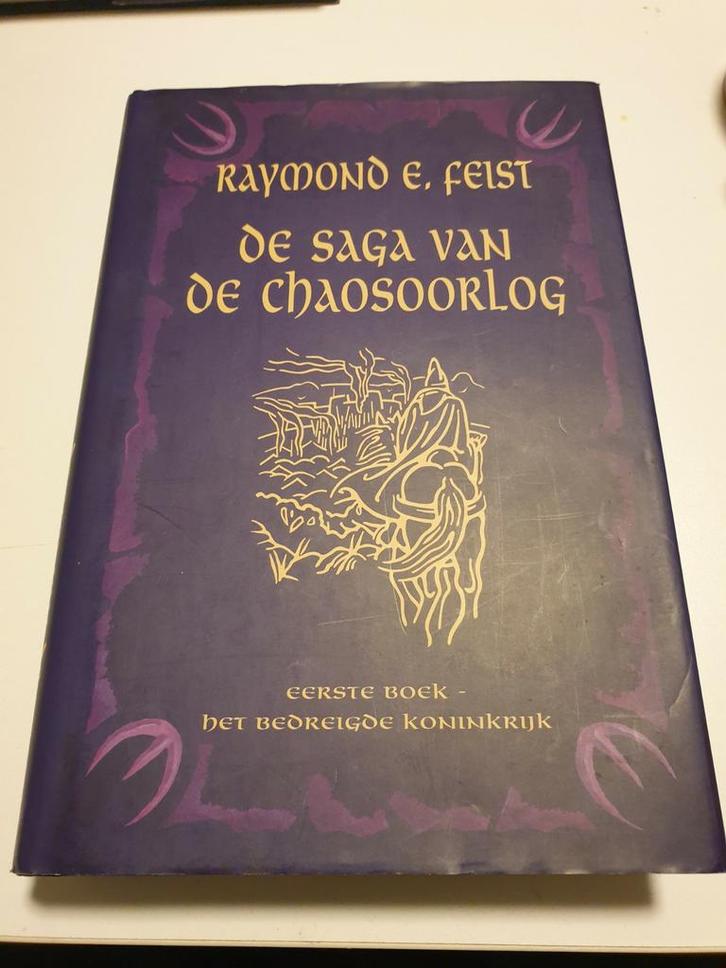 RAYMOND E. FEIST
DE SAGA VAN
DE CHAOSOORLOG
EERSTE BOEK -
HET BEDREIGDE KONINKRIJK